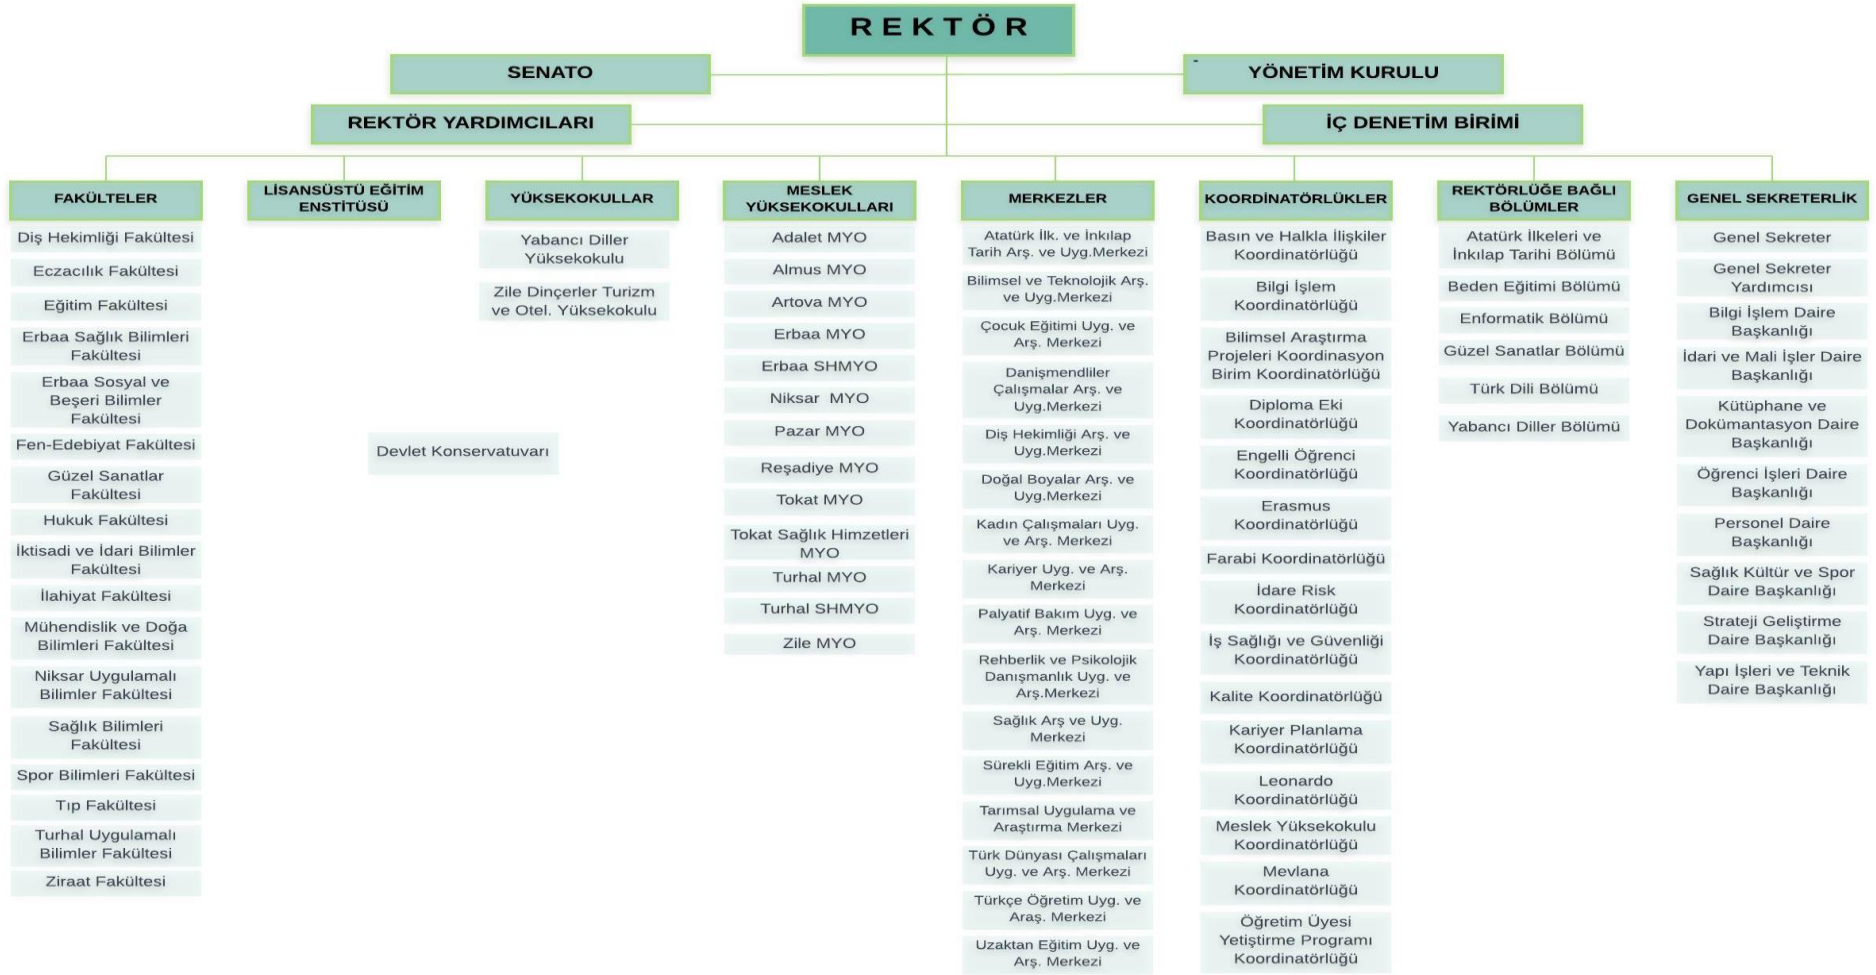 REKTÖR
SENATO
-
YÖNETİM KURULU
REKTÖR YARDIMCILARI
İÇ DENETİM BİRİMİ
FAKÜLTELER
Diş Hekimliği Fakültesi
Eczacılık Fakültesi
Eğitim Fakültesi
Erbaa Sağlık Bilimleri
Fakültesi
Erbaa Sosyal ve
Beşeri Bilimler
Fakültesi
Fen-Edebiyat Fakültesi
Güzel Sanatlar
Fakültesi
Hukuk Fakültesi
İktisadi ve İdari Bilimler
Fakültesi
İlahiyat Fakültesi
Mühendislik ve Doğa
Bilimleri Fakültesi
Niksar Uygulamalı
Bilimler Fakültesi
Sağlık Bilimleri
Fakültesi
Spor Bilimleri Fakültesi
Tıp Fakültesi
Turhal Uygulamalı
Bilimler Fakültesi
Ziraat Fakültesi
LİSANSÜSTÜ EĞİTİM
ENSTİTÜSÜ
YÜKSEKOKULLAR
Yabancı Diller
Yüksekokulu
Zile Dinçerler Turizm
ve Otel. Yüksekokulu
Devlet Konservatuvarı
MESLEK
YÜKSEKOKULLARI
Adalet MYO
Almus MYO
Artova MYO
Erbaa MYO
Erbaa SHMYO
Niksar  MYO
Pazar MYO
Reşadiye MYO
Tokat MYO
Tokat Sağlık Himzetleri
MYO
Turhal MYO
Turhal SHMYO
Zile MYO
MERKEZLER
Atatürk İlk. ve İnkılap
Tarih Arş. ve Uyg.Merkezi
Bilimsel ve Teknolojik Arş.
ve Uyg.Merkezi
Çocuk Eğitimi Uyg. ve
Arş. Merkezi
Danişmendliler
Çalışmalar Arş. ve
Uyg.Merkezi
Diş Hekimliği Arş. ve
Uyg.Merkezi
Doğal Boyalar Arş. ve
Uyg.Merkezi
Kadın Çalışmaları Uyg.
ve Arş. Merkezi
Kariyer Uyg. ve Arş.
Merkezi
Palyatif Bakım Uyg. ve
Arş. Merkezi
Rehberlik ve Psikolojik
Danışmanlık Uyg. ve
Arş.Merkezi
Sağlık Arş ve Uyg.
Merkezi
Sürekli Eğitim Arş. ve
Uyg.Merkezi
Tarımsal Uygulama ve
Araştırma Merkezi
Türk Dünyası Çalışmaları
Uyg. ve Arş. Merkezi
Türkçe Öğretim Uyg. ve
Araş. Merkezi
Uzaktan Eğitim Uyg. ve
Arş. Merkezi
KOORDİNATÖRLÜKLER
Basın ve Halkla İlişkiler
Koordinatörlüğü
Bilgi İşlem
Koordinatörlüğü
Bilimsel Araştırma
Projeleri Koordinasyon
Birim Koordinatörlüğü
Diploma Eki
Koordinatörlüğü
Engelli Öğrenci
Koordinatörlüğü
Erasmus
Koordinatörlüğü
Farabi Koordinatörlüğü
İdare Risk
Koordinatörlüğü
İş Sağlığı ve Güvenliği
Koordinatörlüğü
Kalite Koordinatörlüğü
Kariyer Planlama
Koordinatörlüğü
Leonardo
Koordinatörlüğü
Meslek Yüksekokulu
Koordinatörlüğü
Mevlana
Koordinatörlüğü
Öğretim Üyesi
Yetiştirme Programı
Koordinatörlüğü
REKTÖRLÜĞE BAĞLI
BÖLÜMLER
Atatürk İlkeleri ve
İnkılap Tarihi Bölümü
Beden Eğitimi Bölümü
Enformatik Bölümü
Güzel Sanatlar Bölümü
Türk Dili Bölümü
Yabancı Diller Bölümü
GENEL SEKRETERLİK
Genel Sekreter
Genel Sekreter
Yardımcısı
Bilgi İşlem Daire
Başkanlığı
İdari ve Mali İşler Daire
Başkanlığı
Kütüphane ve
Dokümantasyon Daire
Başkanlığı
Öğrenci İşleri Daire
Başkanlığı
Personel Daire
Başkanlığı
Sağlık Kültür ve Spor
Daire Başkanlığı
Strateji Geliştirme
Daire Başkanlığı
Yapı İşleri ve Teknik
Daire Başkanlığı